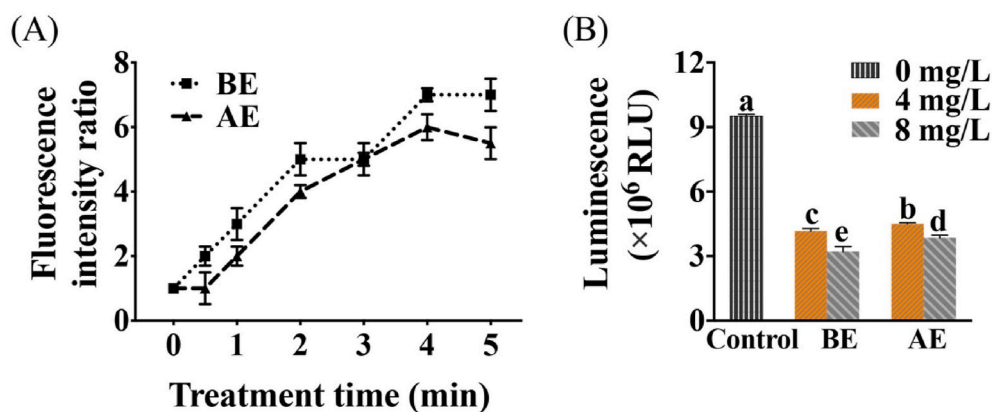 (A)
Fluorescence
intensity ratio
8
6
4
2
0
BE
AE
0 1 2 3 4 5
Treatment time (min)
(B)
Luminescence
(×10⁶ RLU)
12
9
6
3
0
0 mg/L
4 mg/L
8 mg/L
a
c
e
b
d
Control BE AE